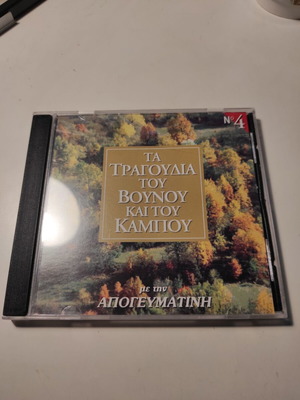 Nº4
ΤΑ
ΤΡΑΓΟΥΔΙΑ
ΤΟΥ
ΒΟΥΝΟΥ
ΚΑΙ ΤΟΥ
ΚΑΜΠΟΥ
με την
ΑΠΟΓΕΥΜΑΤΙΝΗ